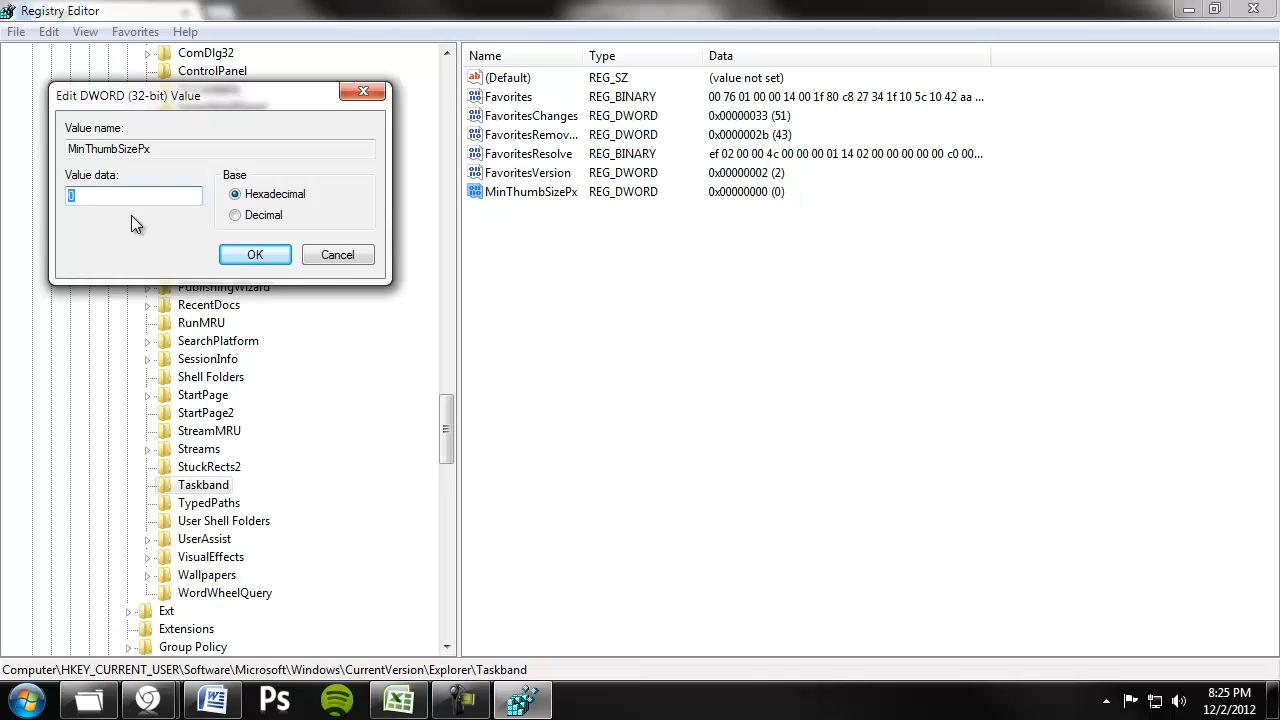 Registry Editor
File Edit View Favorites Help
ComDlg32
ControlPanel
Edit DWORD (32-bit) Value
Value name:
MinThumbSizePx
Value data:
0
Base
Hexadecimal
Decimal
OK Cancel
PublishingWizard
RecentDocs
RunMRU
SearchPlatform
SessionInfo
Shell Folders
StartPage
StartPage2
StreamMRU
Streams
StuckRects2
Taskband
TypedPaths
User Shell Folders
UserAssist
VisualEffects
Wallpapers
WordWheelQuery
Ext
Extensions
Group Policy
Name Type Data
(Default) REG_SZ (value not set)
Favorites REG_BINARY 00 76 01 00 00 14 00 1f 80 c8 27 34 1f 10 5c 10 42 aa ...
FavoritesChanges REG_DWORD 0x00000033 (51)
FavoritesRemov... REG_DWORD 0x0000002b (43)
FavoritesResolve REG_BINARY ef 02 00 00 4c 00 00 00 01 14 02 00 00 00 00 00 c0 00...
FavoritesVersion REG_DWORD 0x00000002 (2)
MinThumbSizePx REG_DWORD 0x00000000 (0)
Computer\HKEY_CURRENT_USER\Software\Microsoft\Windows\CurrentVersion\Explorer\Taskband
Ps
8:25 PM
12/2/2012